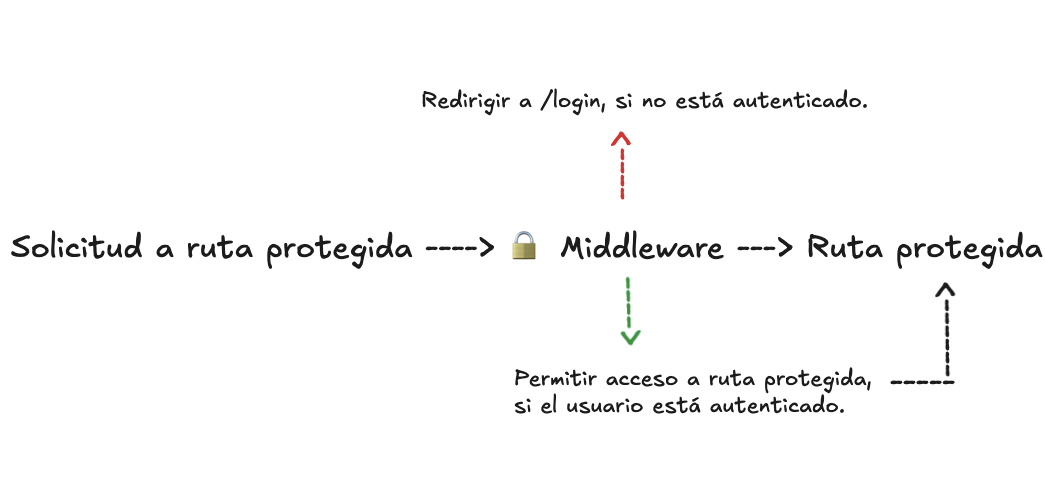 Redirigir a /login, si no está autenticado.
Solicitud a ruta protegida ----> 🔒 Middleware ---> Ruta protegida
Permitir acceso a ruta protegida,
si el usuario está autenticado.